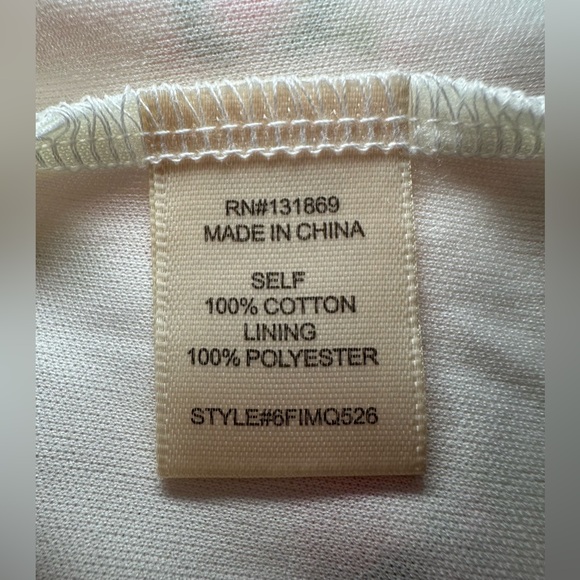 RN#131869
MADE IN CHINA
SELF
100% COTTON
LINING
100% POLYESTER
STYLE#6FIMQ526